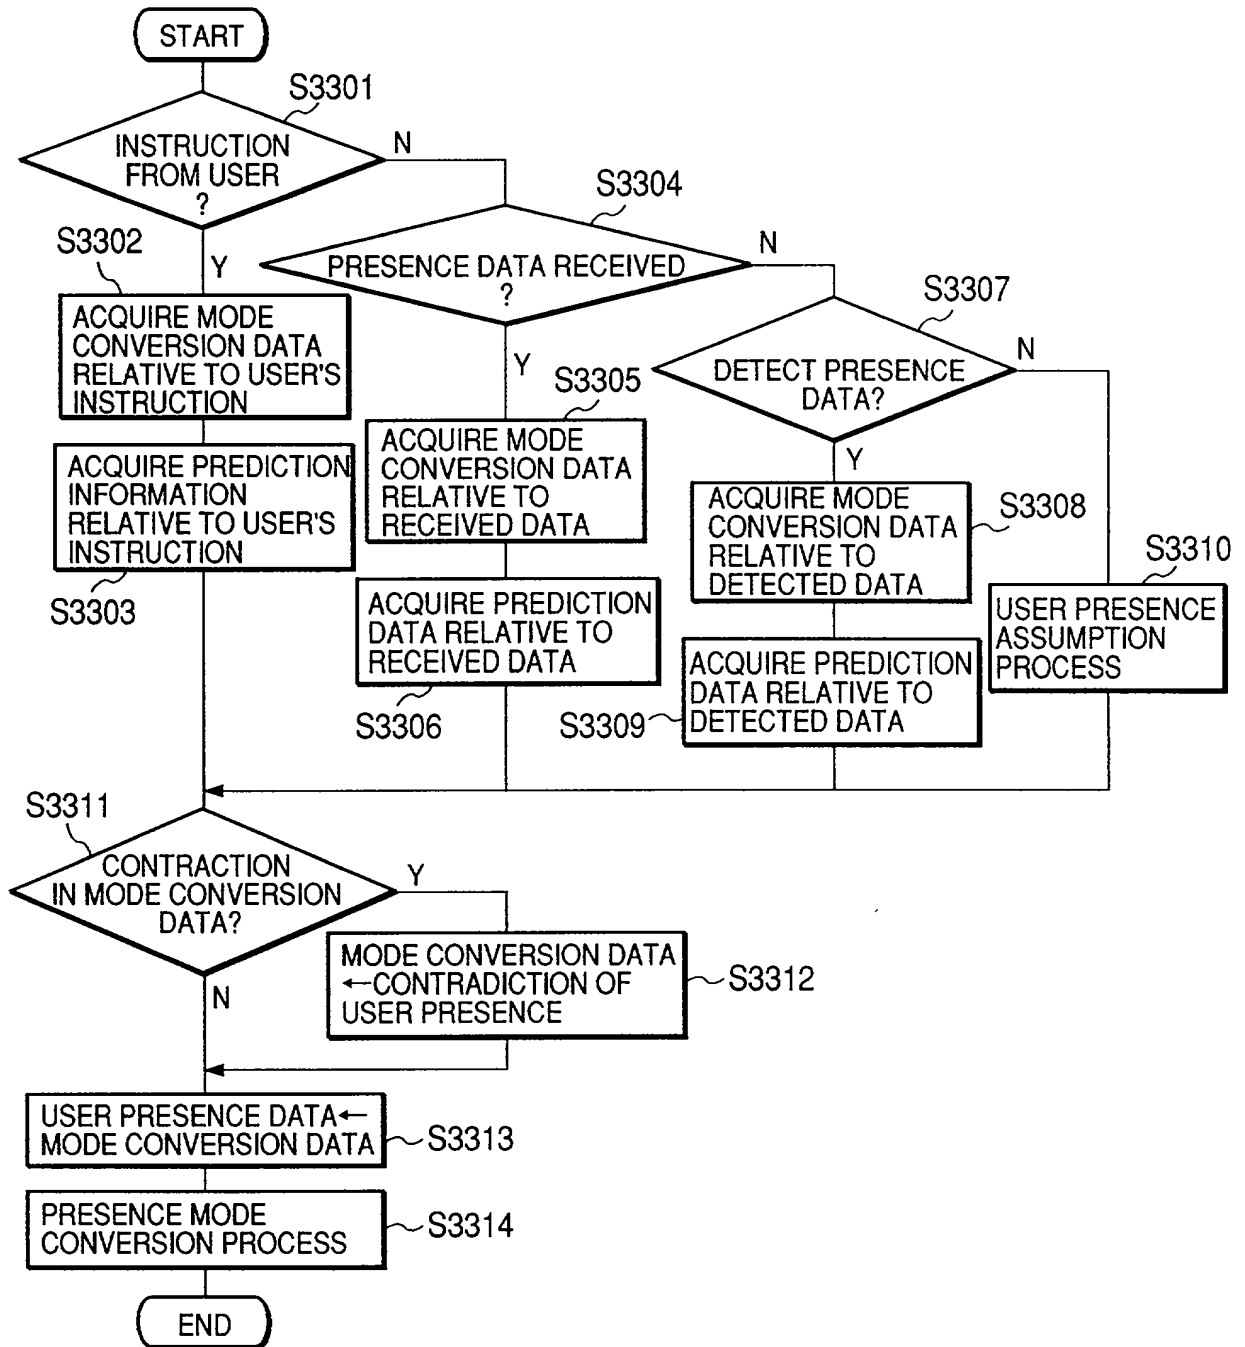 START
S3301
INSTRUCTION
FROM USER
?
N
S3304
S3302
Y
PRESENCE DATA RECEIVED
?
N
S3307
ACQUIRE MODE
CONVERSION DATA
RELATIVE TO USER'S
INSTRUCTION
Y
DETECT PRESENCE
DATA?
N
S3305
ACQUIRE PREDICTION
INFORMATION
RELATIVE TO USER'S
INSTRUCTION
S3303
ACQUIRE MODE
CONVERSION DATA
RELATIVE TO
RECEIVED DATA
Y
ACQUIRE MODE
CONVERSION DATA
RELATIVE TO
DETECTED DATA
S3308
S3310
ACQUIRE PREDICTION
DATA RELATIVE TO
RECEIVED DATA
S3306
USER PRESENCE
ASSUMPTION
PROCESS
ACQUIRE PREDICTION
DATA RELATIVE TO
DETECTED DATA
S3309
S3311
CONTRACTION
IN MODE CONVERSION
DATA?
Y
N
MODE CONVERSION DATA
←CONTRADICTION OF
USER PRESENCE
S3312
USER PRESENCE DATA←
MODE CONVERSION DATA
S3313
PRESENCE MODE
CONVERSION PROCESS
S3314
END